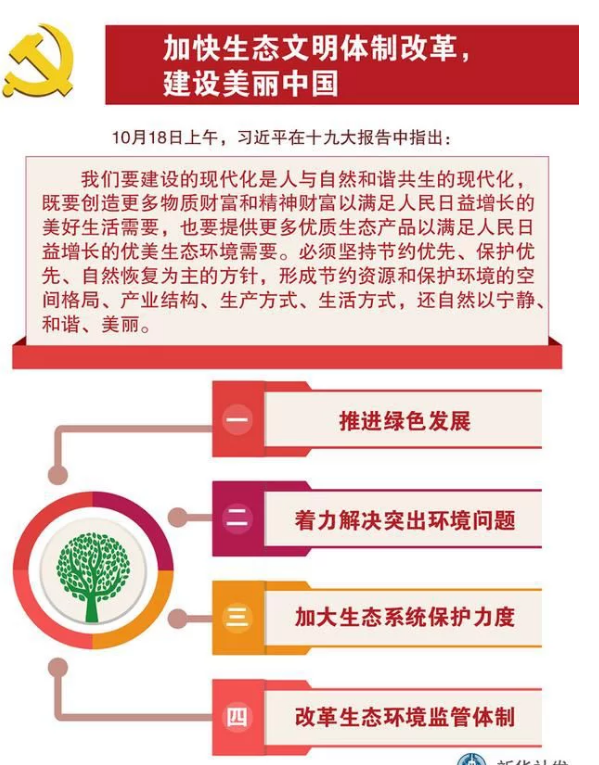 加快生态文明体制改革，
建设美丽中国
10月18日上午，习近平在十九大报告中指出：
我们要建设的现代化是人与自然和谐共生的现代化，
既要创造更多物质财富和精神财富以满足人民日益增长的
美好生活需要，也要提供更多优质生态产品以满足人民日
益增长的优美生态环境需要。必须坚持节约优先、保护优
先、自然恢复为主的方针，形成节约资源和保护环境的空
间格局、产业结构、生产方式、生活方式，还自然以宁静、
和谐、美丽。
一 推进绿色发展
二 着力解决突出环境问题
三 加大生态系统保护力度
四 改革生态环境监管体制
新华社发